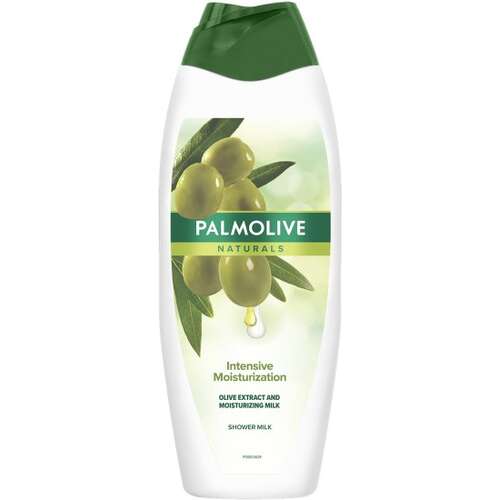 PALMOLIVE
NATURALS
Intensive
Moisturization
OLIVE EXTRACT AND
MOISTURIZING MILK
SHOWER MILK